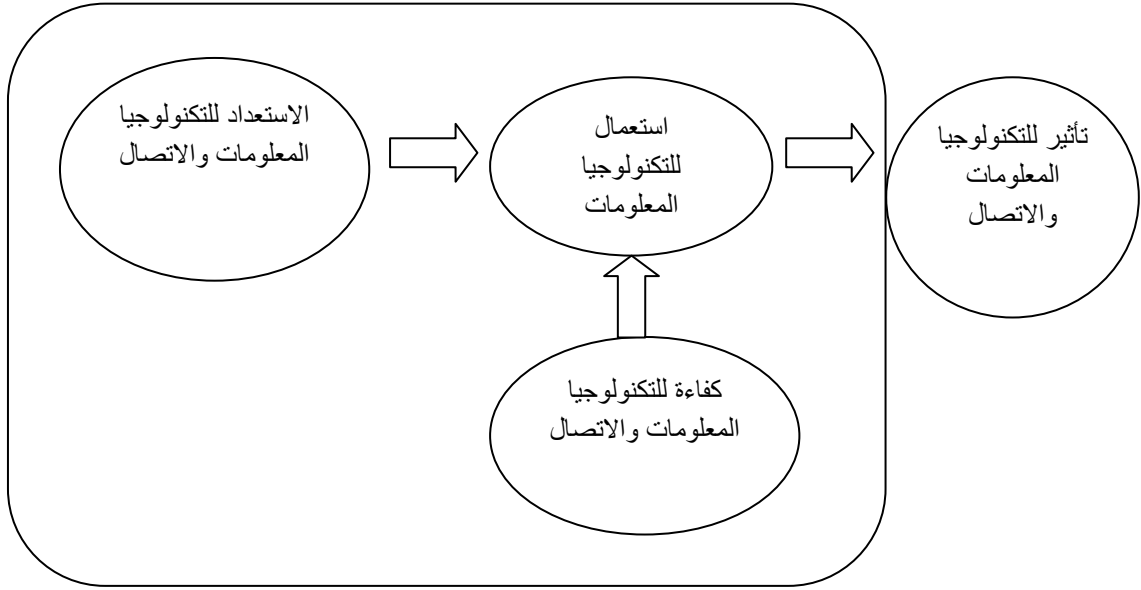 الاستعداد للتكنولوجيا
المعلومات والاتصال
استعمال
للتكنولوجيا
المعلومات
تأثير للتكنولوجيا
المعلومات
والاتصال
كفاءة للتكنولوجيا
المعلومات والاتصال